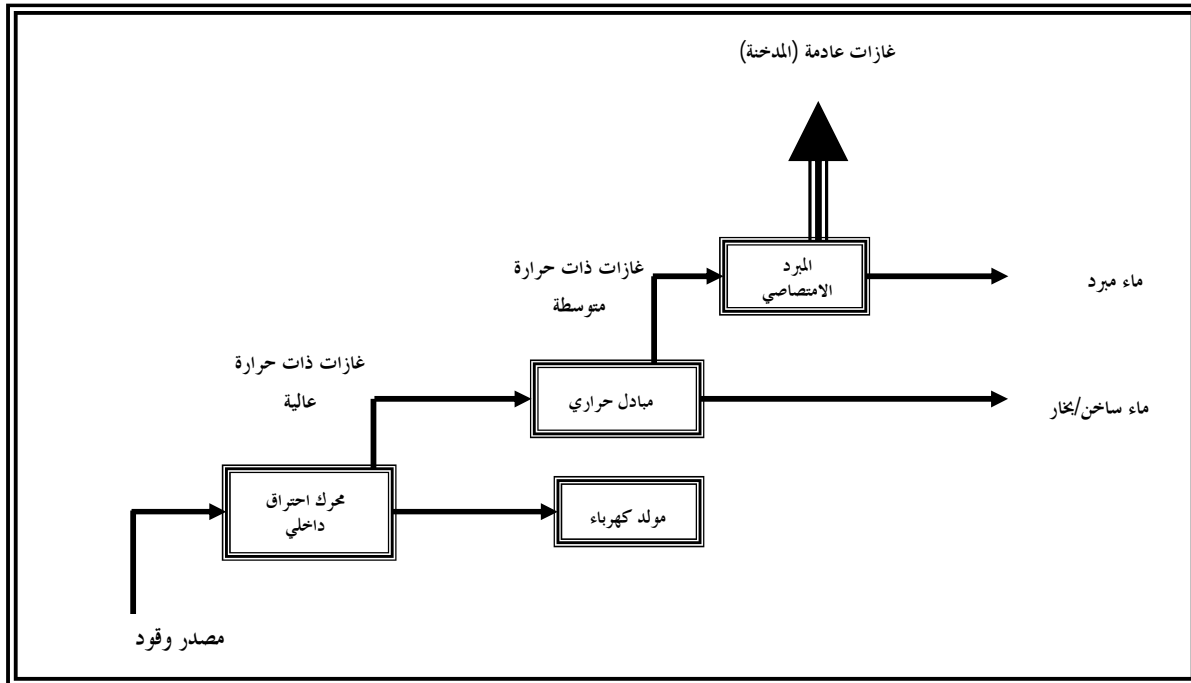 غازات عادمة (المدخنة)
المبرد
الامتصاصي
ماء مبرد
غازات ذات حرارة
متوسطة
غازات ذات حرارة
عالية
مبادل حراري
ماء ساخن/بخار
محرك احتراق
داخلي
مولد كهرباء
مصدر وقود